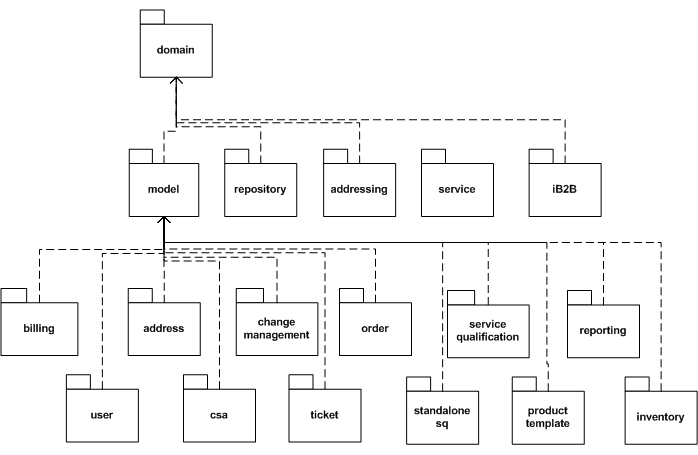 domain
model
repository
addressing
service
iB2B
billing
address
change
management
order
service
qualification
reporting
user
csa
ticket
standalone
sq
product
template
inventory